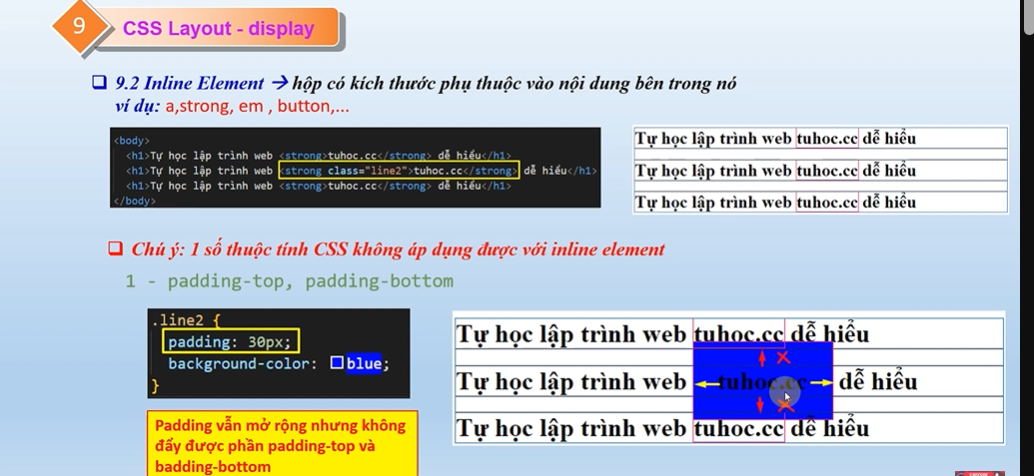 9
CSS Layout - display
9.2 Inline Element → hộp có kích thước phụ thuộc vào nội dung bên trong nó
ví dụ: a,strong, em , button,...
<body>
<h1>Tự học lập trình web <strong>tuhoc.cc</strong> dễ hiểu</h1>
<h1>Tự học lập trình web <strong class="line2">tuhoc.cc</strong> dễ hiểu</h1>
<h1>Tự học lập trình web <strong>tuhoc.cc</strong> dễ hiểu</h1>
</body>
Tự học lập trình web tuhoc.cc dễ hiểu
Tự học lập trình web tuhoc.cc dễ hiểu
Tự học lập trình web tuhoc.cc dễ hiểu
Chú ý: 1 số thuộc tính CSS không áp dụng được với inline element
1 - padding-top, padding-bottom
.line2 {
padding: 30px;
background-color: blue;
}
Padding vẫn mở rộng nhưng không
đẩy được phần padding-top và
badding-bottom
Tự học lập trình web tuhoc.cc dễ hiểu
Tự học lập trình web tuhoc.cc dễ hiểu
Tự học lập trình web tuhoc.cc dễ hiểu